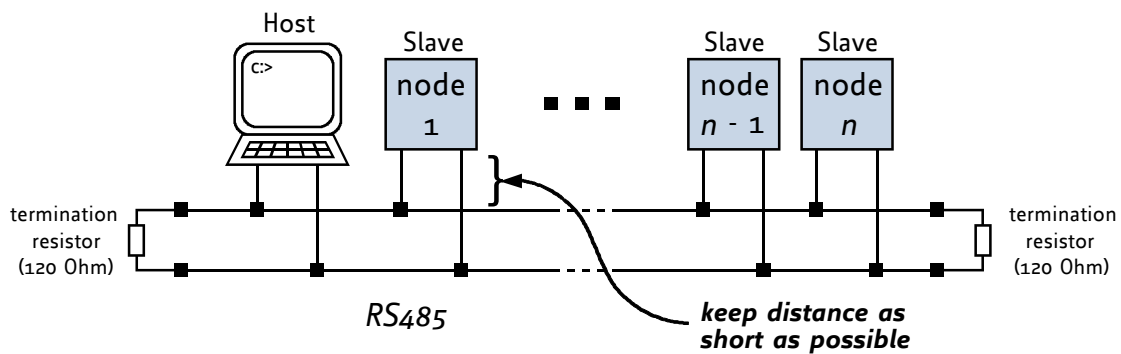 Host
C:>
Slave
node
1
Slave
node
n - 1
Slave
node
n
termination
resistor
(120 Ohm)
termination
resistor
(120 Ohm)
RS485
keep distance as
short as possible